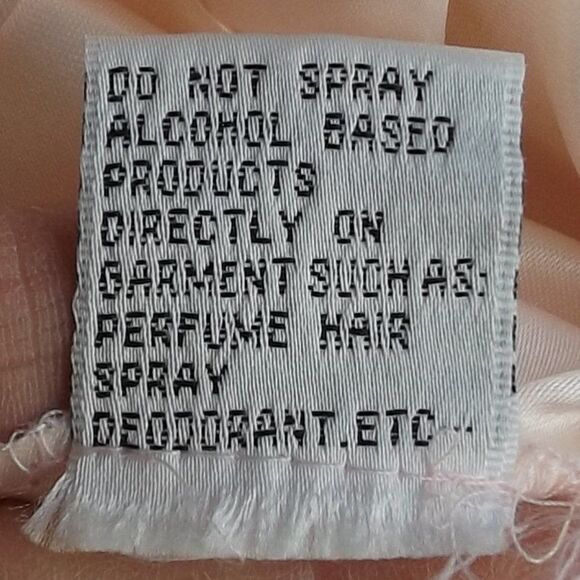 DO NOT SPRAY
ALCOHOL BASED
PRODUCTS
DIRECTLY ON
GARMENT SUCH AS:
PERFUME HAIR
SPRAY
DEODORANT.ETC--